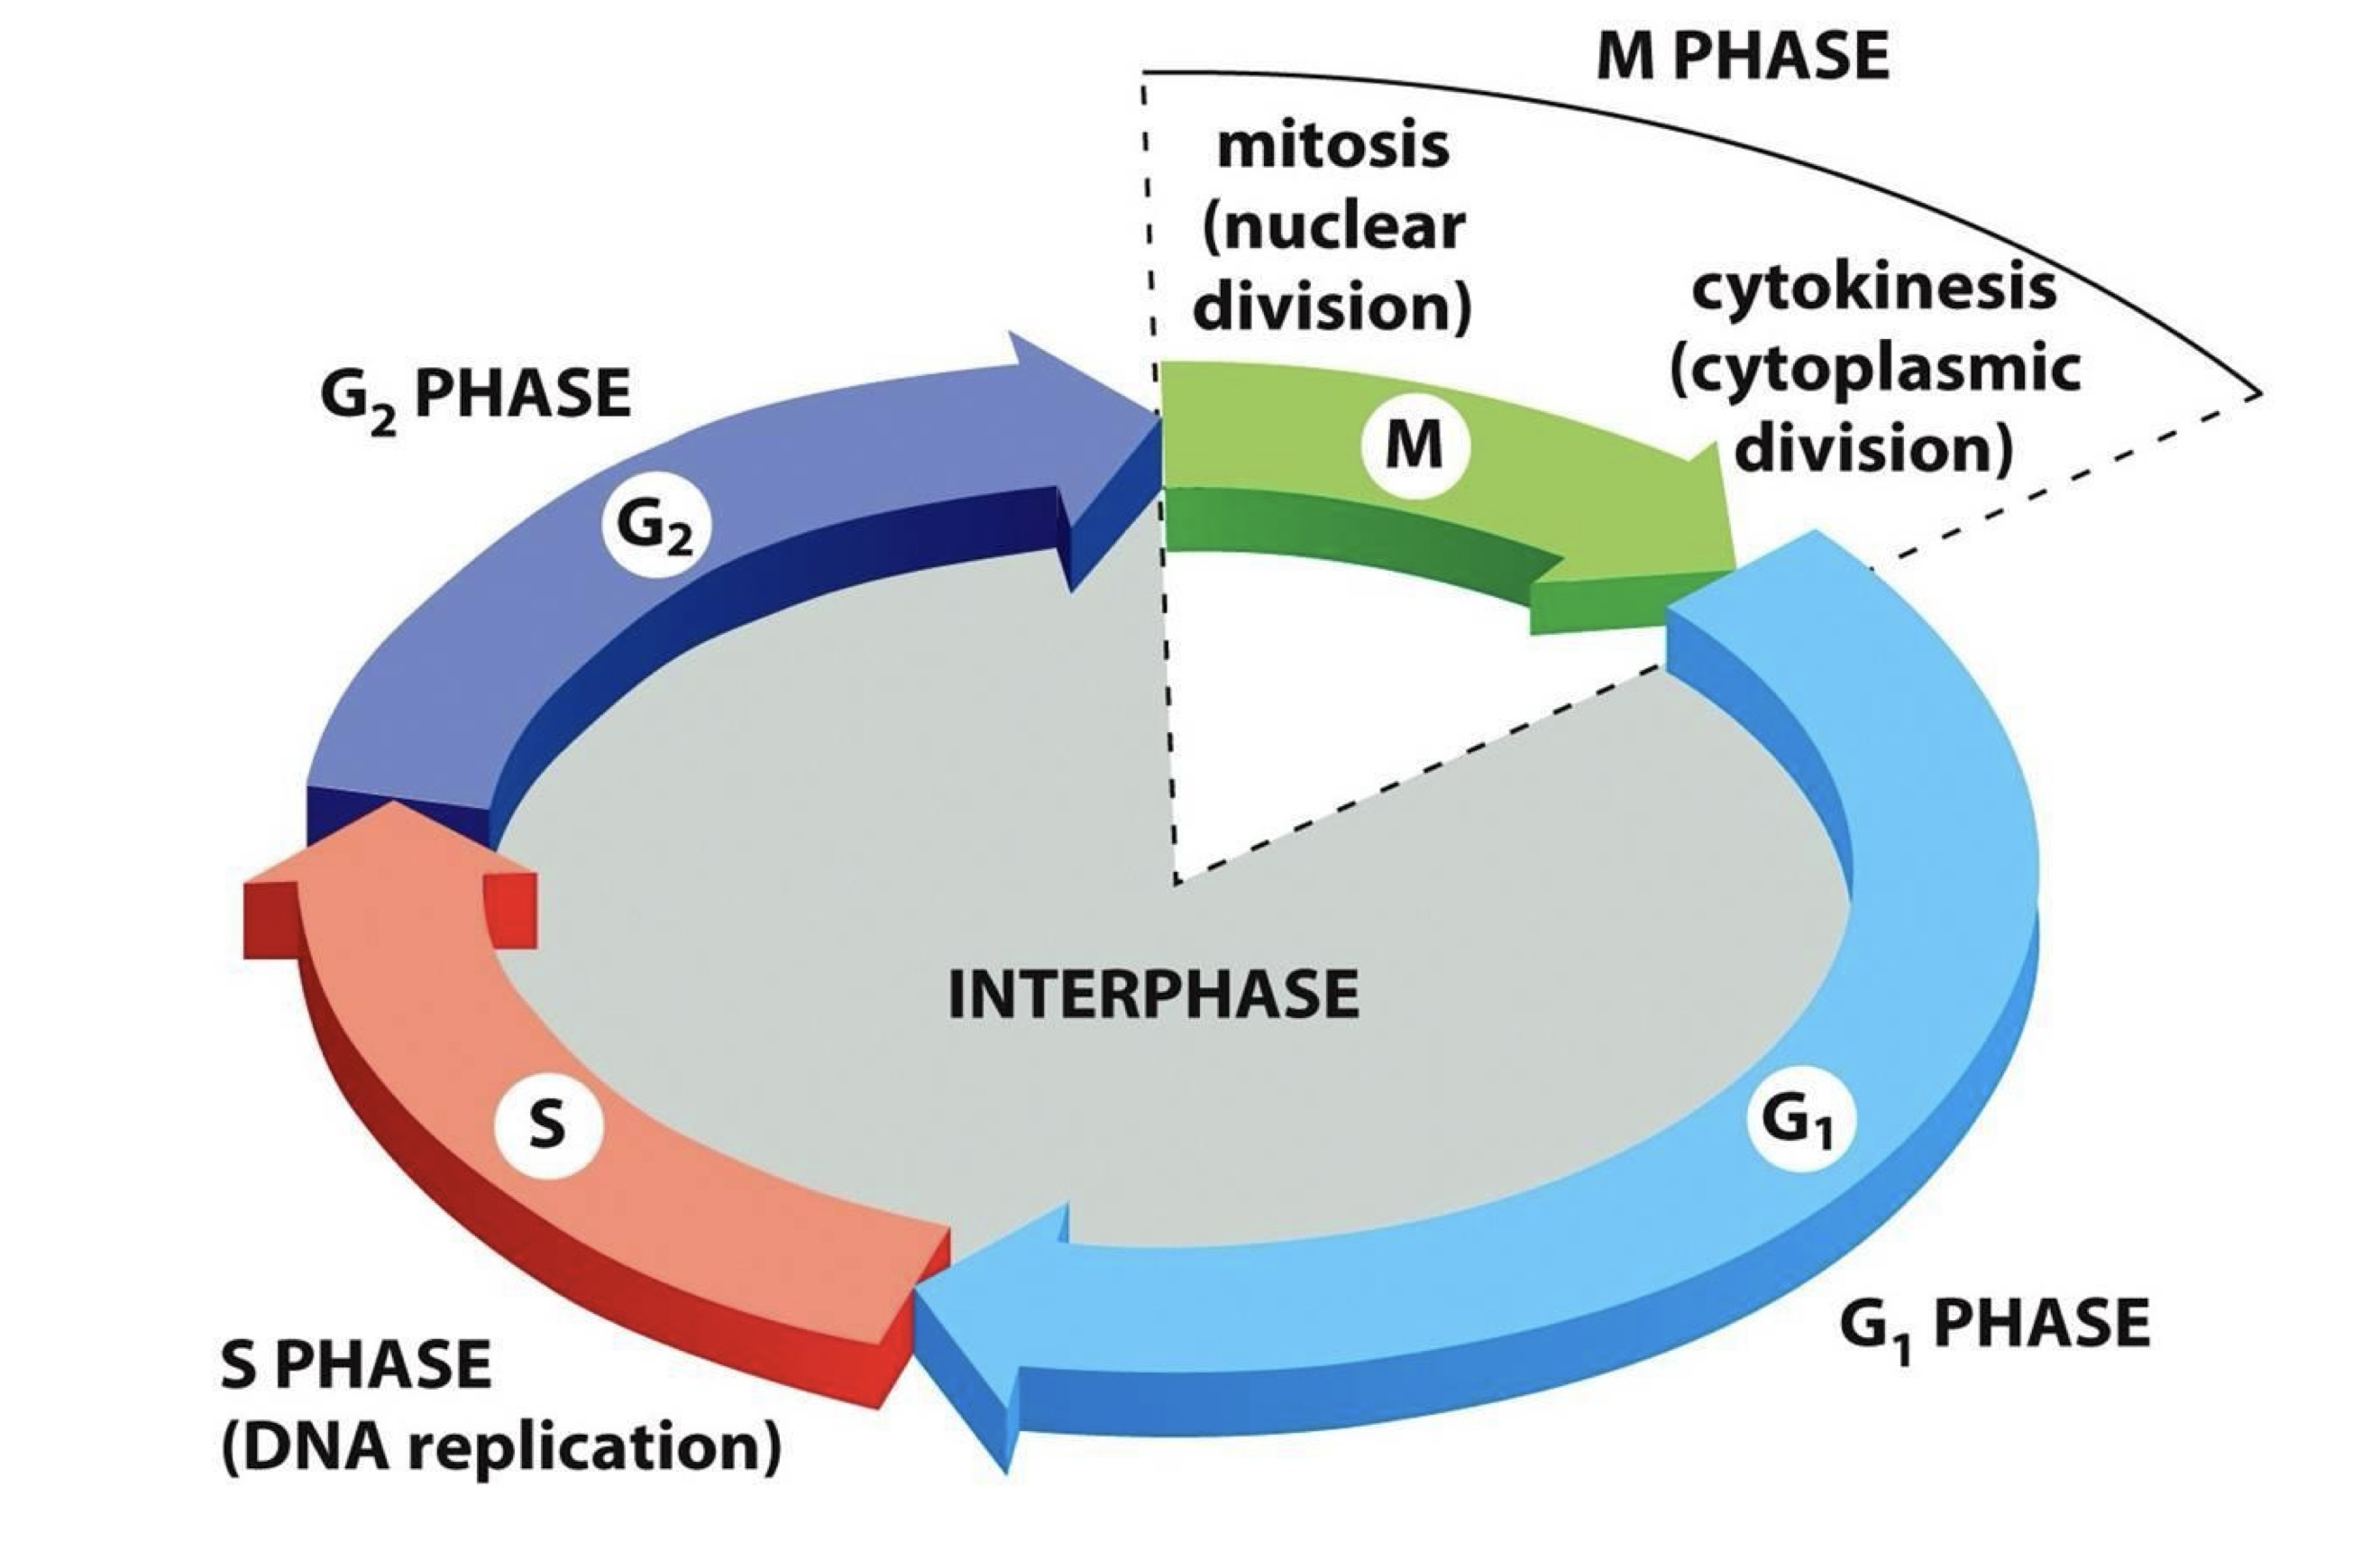 M PHASE
mitosis
(nuclear
division)
cytokinesis
(cytoplasmic
division)
G₂ PHASE
M
G₂
INTERPHASE
S
G₁
G₁ PHASE
S PHASE
(DNA replication)